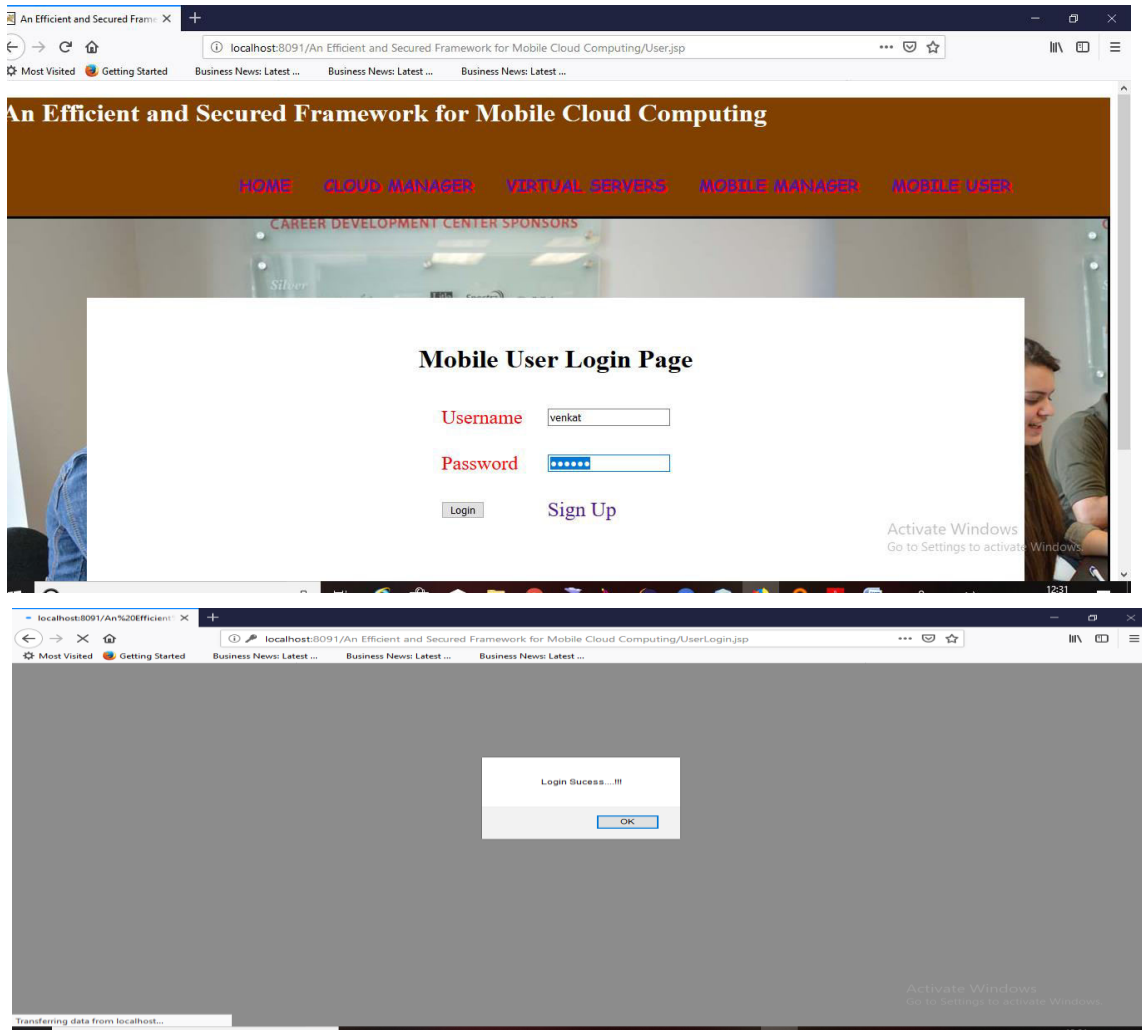 An Efficient and Secured Frame
localhost:8091/An Efficient and Secured Framework for Mobile Cloud Computing/User.jsp
Most Visited Getting Started Business News: Latest ... Business News: Latest ... Business News: Latest ...
An Efficient and Secured Framework for Mobile Cloud Computing
HOME CLOUD MANAGER VIRTUAL SERVERS MOBILE MANAGER MOBILE USER
CAREER DEVELOPMENT CENTER SPONSORS
Silver
Mobile User Login Page
Username venkat
Password
Login Sign Up
Activate Windows
Go to Settings to activate Windows.
12:31
localhost:8091/An%20Efficient
localhost:8091/An Efficient and Secured Framework for Mobile Cloud Computing/UserLogin.jsp
Most Visited Getting Started Business News: Latest ... Business News: Latest ... Business News: Latest ...
Login Sucess....!!!
OK
Activate Windows
Go to Settings to activate Windows.
Transferring data from localhost...